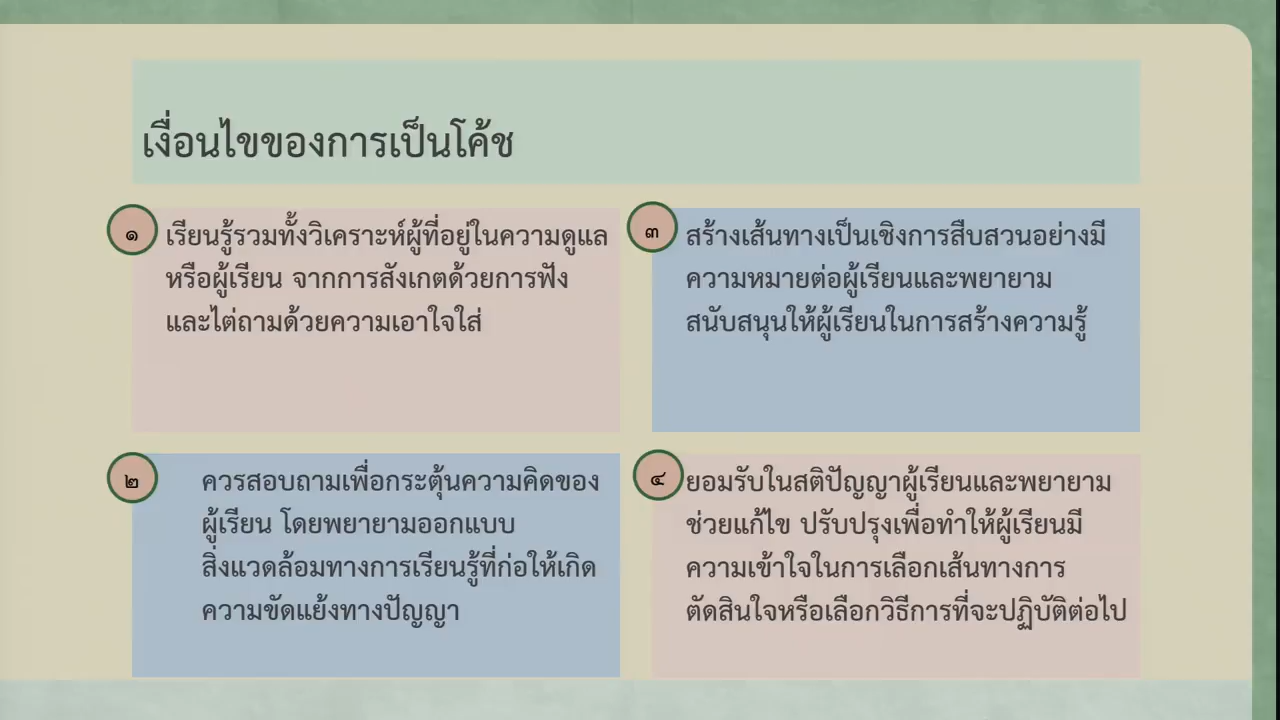 เงื่อนไขของการเป็นโค้ช
๑
เรียนรู้รวมทั้งวิเคราะห์ผู้ที่อยู่ในความดูแล
หรือผู้เรียน จากการสังเกตด้วยการฟัง
และไต่ถามด้วยความเอาใจใส่
๒
ควรสอบถามเพื่อกระตุ้นความคิดของ
ผู้เรียน โดยพยายามออกแบบ
สิ่งแวดล้อมทางการเรียนรู้ที่ก่อให้เกิด
ความขัดแย้งทางปัญญา
๓
สร้างเส้นทางเป็นเชิงการสืบสวนอย่างมี
ความหมายต่อผู้เรียนและพยายาม
สนับสนุนให้ผู้เรียนในการสร้างความรู้
๔
ยอมรับในสติปัญญาผู้เรียนและพยายาม
ช่วยแก้ไข ปรับปรุงเพื่อทำให้ผู้เรียนมี
ความเข้าใจในการเลือกเส้นทางการ
ตัดสินใจหรือเลือกวิธีการที่จะปฏิบัติต่อไป